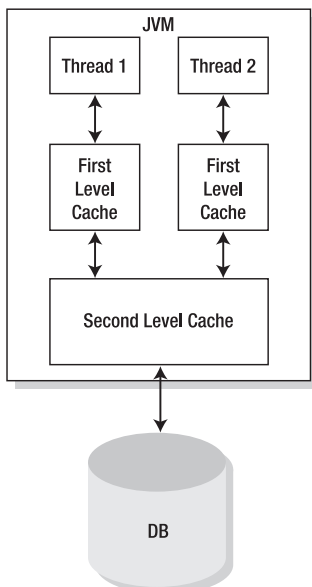 JVM
Thread 1
Thread 2
First
Level
Cache
First
Level
Cache
Second Level Cache
DB